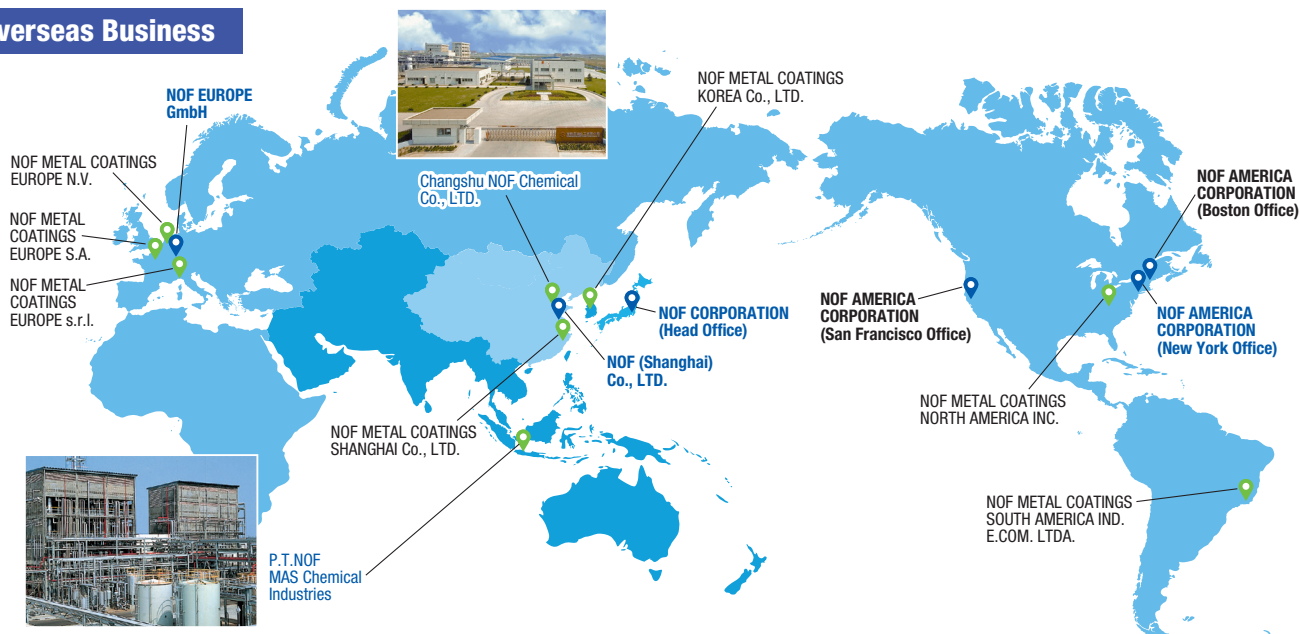 verseas Business
NOF EUROPE
GmbH
NOF METAL COATINGS
EUROPE N.V.
NOF METAL
COATINGS
EUROPE S.A.
NOF METAL
COATINGS
EUROPE s.r.l.
Changshu NOF Chemical
Co., LTD.
NOF METAL COATINGS
KOREA Co., LTD.
NOF CORPORATION
(Head Office)
NOF (Shanghai)
Co., LTD.
NOF METAL COATINGS
SHANGHAI Co., LTD.
P.T.NOF
MAS Chemical
Industries
NOF AMERICA
CORPORATION
(Boston Office)
NOF AMERICA
CORPORATION
(San Francisco Office)
NOF AMERICA
CORPORATION
(New York Office)
NOF METAL COATINGS
NORTH AMERICA INC.
NOF METAL COATINGS
SOUTH AMERICA IND.
E.COM. LTDA.